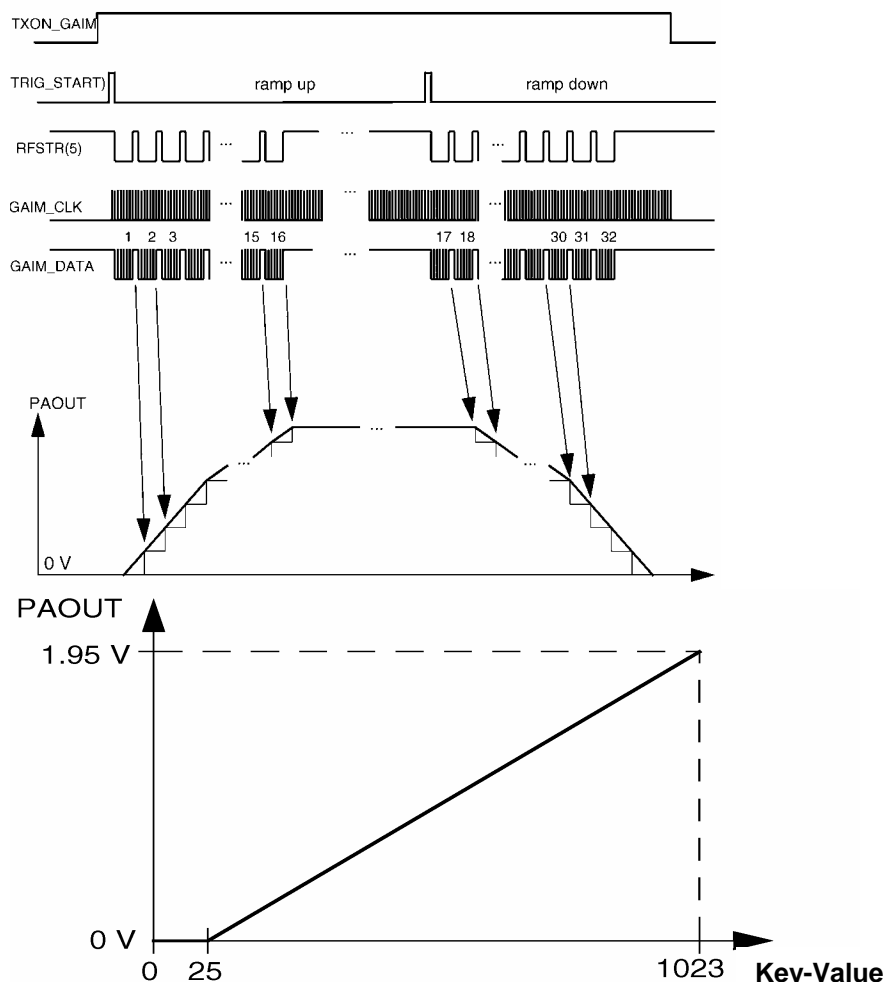 TXON_GAIM
TRIG_START)
ramp up
ramp down
RFSTR(5)
...
...
...
GAIM_CLK
...
...
...
1 2 3 15 16 17 18 30 31 32
GAIM_DATA
...
...
...
PAOUT
...
...
...
0 V
PAOUT
1.95 V
0 V
0 25 1023 Key-Value